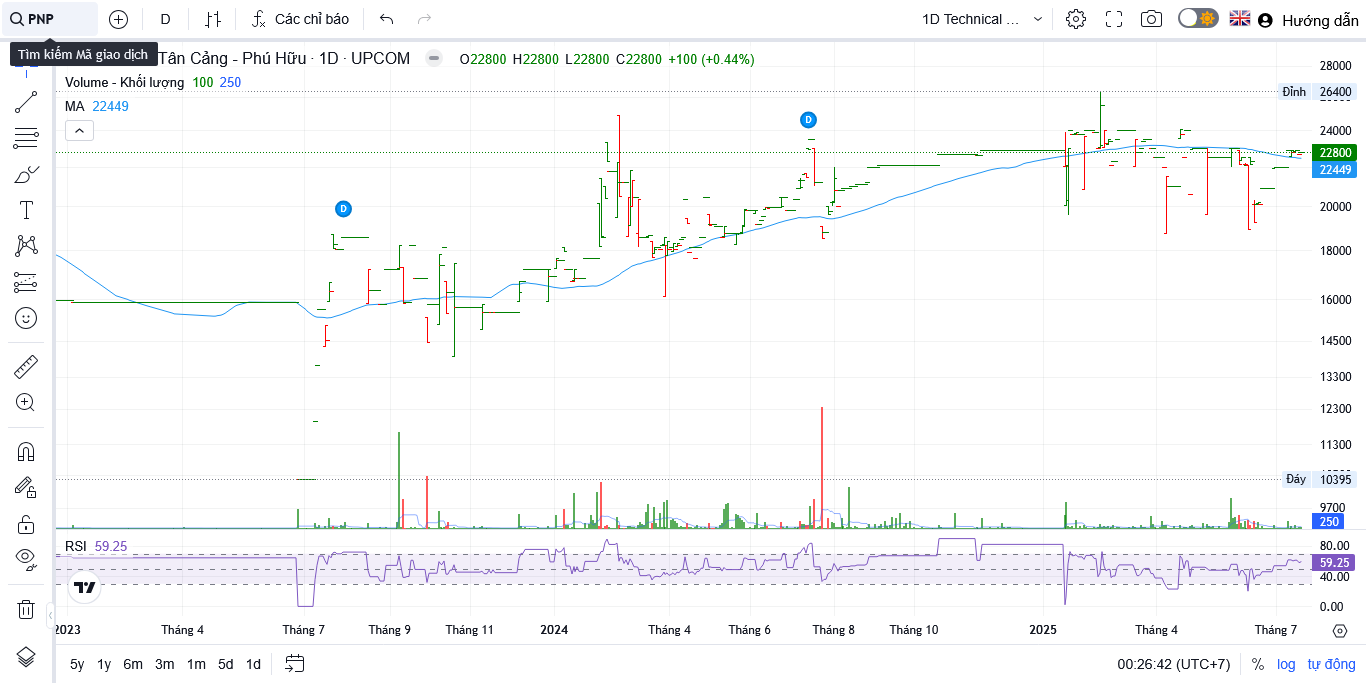 PNP
D
Các chỉ báo
1D Technical ...
Hướng dẫn
Tìm kiếm Mã giao dịch
Tân Cảng - Phú Hữu · 1D · UPCOM
O22800 H22800 L22800 C22800 +100 (+0.44%)
Volume - Khối lượng 100 250
MA 22449
28000
Đỉnh 26400
24000
22800
22449
20000
18000
16000
14500
13300
12300
11300
Đáy 10395
9700
250
D
D
RSI 59.25
80.00
59.25
40.00
0.00
2023 Tháng 4 Tháng 7 Tháng 9 Tháng 11 2024 Tháng 4 Tháng 6 Tháng 8 Tháng 10 2025 Tháng 4 Tháng 7
5y 1y 6m 3m 1m 5d 1d
00:26:42 (UTC+7) % log tự động